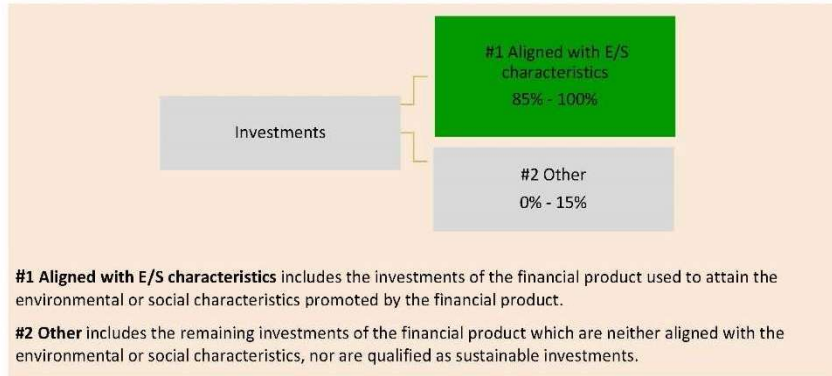 #1 Aligned with E/S
characteristics
85% - 100%
Investments
#2 Other
0% - 15%
#1 Aligned with E/S characteristics includes the investments of the financial product used to attain the
environmental or social characteristics promoted by the financial product.
#2 Other includes the remaining investments of the financial product which are neither aligned with the
environmental or social characteristics, nor are qualified as sustainable investments.